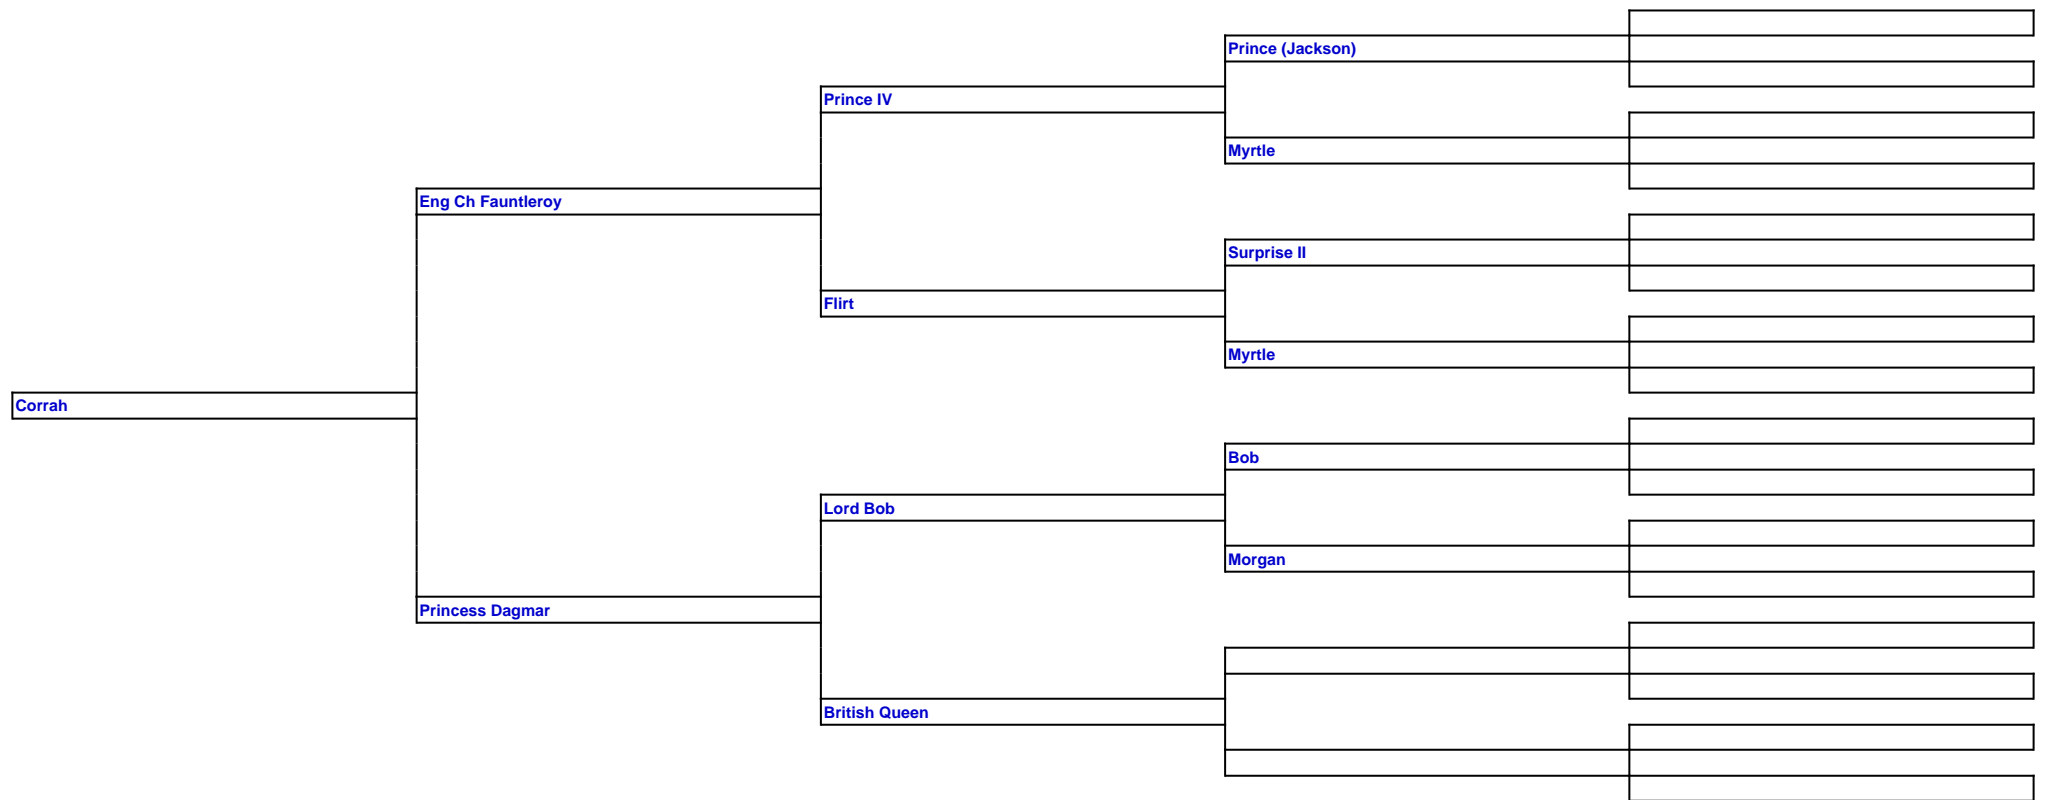 Prince (Jackson)
Prince IV
Myrtle
Eng Ch Fauntleroy
Surprise II
Flirt
Myrtle
Corrah
Bob
Lord Bob
Morgan
Princess Dagmar
British Queen